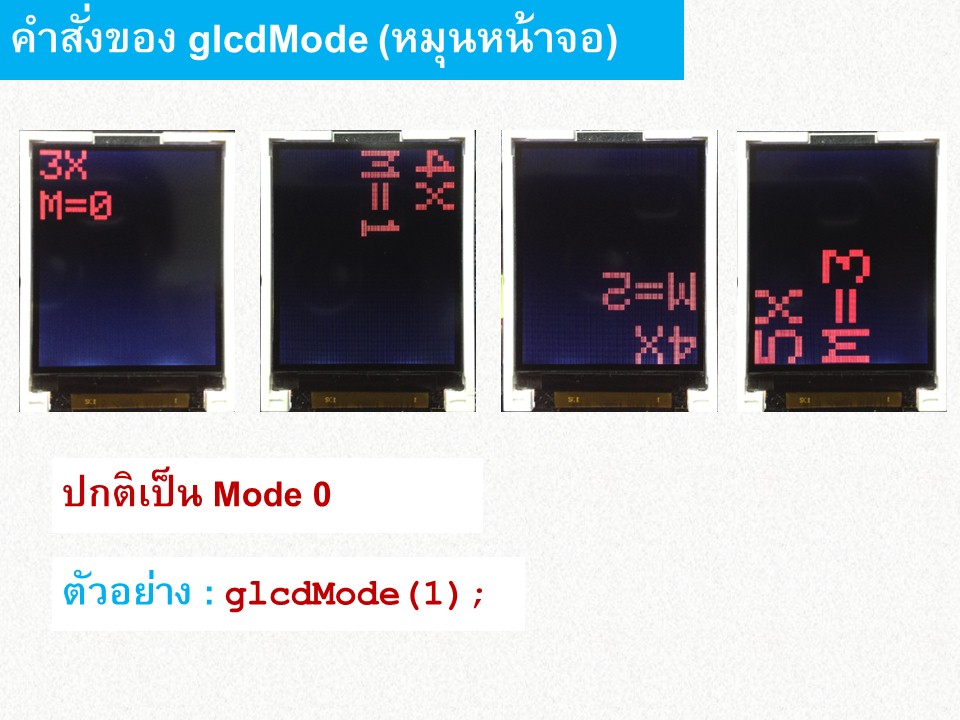 คำสั่งของ glcdMode (หมุนหน้าจอ)
3X
M=0
4X
M=1
4X
M=2
5X
M=3
ปกติเป็น Mode 0
ตัวอย่าง : glcdMode(1);